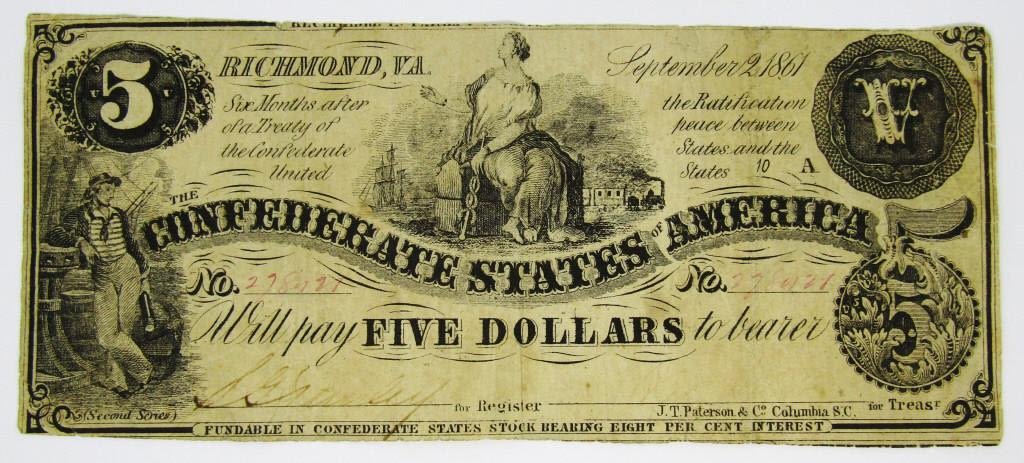 5
RICHMOND, VA.
September 2, 1861
V
Six Months after the Ratification
of a Treaty of peace between
the Confederate States and the
United States 10 A
THE CONFEDERATE STATES OF AMERICA
No. No.
5
Will pay FIVE DOLLARS to bearer
(Second Series) for Register J.T. Paterson & Co Columbia S.C. for Treasr
FUNDABLE IN CONFEDERATE STATES STOCK BEARING EIGHT PER CENT INTEREST